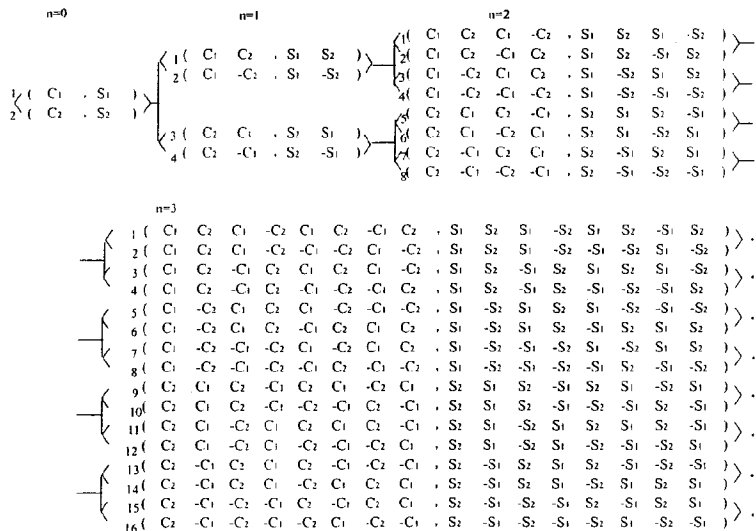 n=0 n=1 n=2
1 ( C1 C2 C1 -C2 , S1 S2 S1 -S2 )
1 ( C1 C2 , S1 S2 ) 2 ( C1 C2 -C1 C2 , S1 S2 -S1 S2 )
2 ( C1 -C2 , S1 -S2 ) 3 ( C1 -C2 C1 C2 , S1 -S2 S1 S2 )
1 ( C1 , S1 ) 4 ( C1 -C2 -C1 -C2 , S1 -S2 -S1 -S2 )
2 ( C2 , S2 ) 5 ( C2 C1 C2 -C1 , S2 S1 S2 -S1 )
3 ( C2 C1 , S2 S1 ) 6 ( C2 C1 -C2 C1 , S2 S1 -S2 S1 )
4 ( C2 -C1 , S2 -S1 ) 7 ( C2 -C1 C2 C1 , S2 -S1 S2 S1 )
8 ( C2 -C1 -C2 -C1 , S2 -S1 -S2 -S1 )
n=3
1 ( C1 C2 C1 -C2 C1 C2 -C1 C2 , S1 S2 S1 -S2 S1 S2 -S1 S2 )
2 ( C1 C2 C1 -C2 -C1 -C2 C1 -C2 , S1 S2 S1 -S2 -S1 -S2 S1 -S2 )
3 ( C1 C2 -C1 C2 C1 C2 C1 -C2 , S1 S2 -S1 S2 S1 S2 S1 -S2 )
4 ( C1 C2 -C1 C2 -C1 -C2 -C1 C2 , S1 S2 -S1 S2 -S1 -S2 -S1 S2 )
5 ( C1 -C2 C1 C2 C1 -C2 -C1 -C2 , S1 -S2 S1 S2 S1 -S2 -S1 -S2 )
6 ( C1 -C2 C1 C2 -C1 C2 C1 C2 , S1 -S2 S1 S2 -S1 S2 S1 S2 )
7 ( C1 -C2 -C1 -C2 C1 -C2 C1 C2 , S1 -S2 -S1 -S2 S1 -S2 S1 S2 )
8 ( C1 -C2 -C1 -C2 -C1 C2 -C1 -C2 , S1 -S2 -S1 -S2 -S1 S2 -S1 -S2 )
9 ( C2 C1 C2 -C1 C2 C1 -C2 C1 , S2 S1 S2 -S1 S2 S1 -S2 S1 )
10 ( C2 C1 C2 -C1 -C2 -C1 C2 -C1 , S2 S1 S2 -S1 -S2 -S1 S2 -S1 )
11 ( C2 C1 -C2 C1 C2 C1 C2 -C1 , S2 S1 -S2 S1 S2 S1 S2 -S1 )
12 ( C2 C1 -C2 C1 -C2 -C1 -C2 C1 , S2 S1 -S2 S1 -S2 -S1 -S2 S1 )
13 ( C2 -C1 C2 C1 C2 -C1 -C2 -C1 , S2 -S1 S2 S1 S2 -S1 -S2 -S1 )
14 ( C2 -C1 C2 C1 -C2 C1 C2 C1 , S2 -S1 S2 S1 -S2 S1 S2 S1 )
15 ( C2 -C1 -C2 -C1 C2 -C1 C2 C1 , S2 -S1 -S2 -S1 S2 -S1 S2 S1 )
16 ( C2 -C1 -C2 -C1 -C2 C1 -C2 -C1 , S2 -S1 -S2 -S1 -S2 S1 -S2 -S1 )